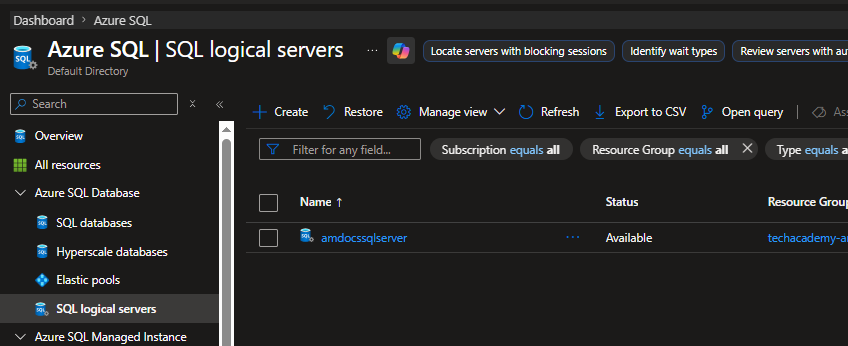 Dashboard > Azure SQL
Azure SQL | SQL logical servers ...
Default Directory
Locate servers with blocking sessions
Identify wait types
Review servers with au
Search
Overview
All resources
Azure SQL Database
SQL databases
Hyperscale databases
Elastic pools
SQL logical servers
Azure SQL Managed Instance
+ Create
Restore
Manage view
Refresh
Export to CSV
Open query
Ass
Filter for any field...
Subscription equals all
Resource Group equals all
Type equals a
Name ↑
Status
Resource Group
amdocssqlserver
...
Available
techacademy-a